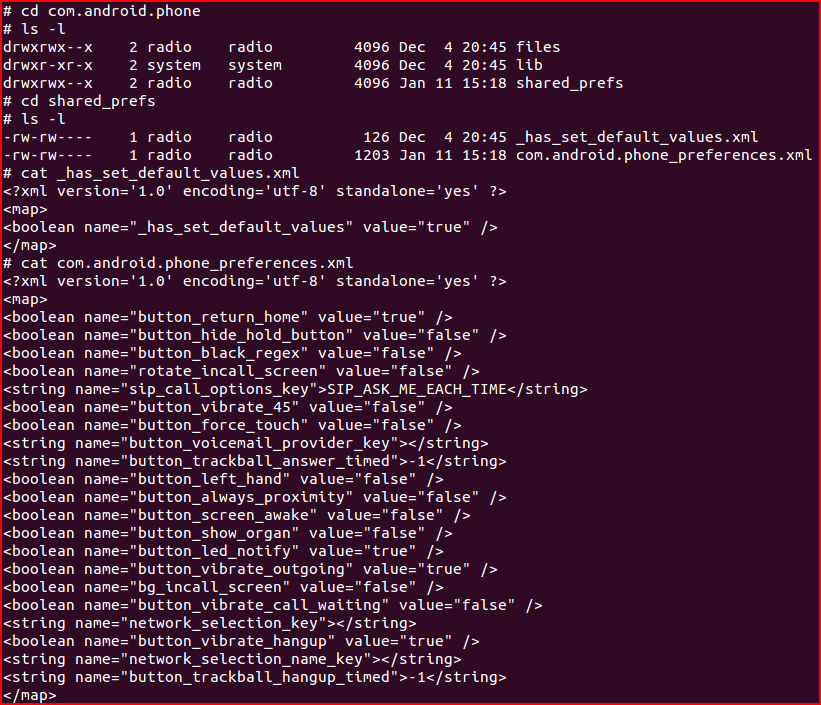 # cd com.android.phone
# ls -l
drwxrwx--x    2 radio    radio         4096 Dec  4 20:45 files
drwxr-xr-x    2 system   system        4096 Dec  4 20:45 lib
drwxrwx--x    2 radio    radio         4096 Jan 11 15:18 shared_prefs
# cd shared_prefs
# ls -l
-rw-rw----    1 radio    radio          126 Dec  4 20:45 _has_set_default_values.xml
-rw-rw----    1 radio    radio         1203 Jan 11 15:18 com.android.phone_preferences.xml
# cat _has_set_default_values.xml
<?xml version='1.0' encoding='utf-8' standalone='yes' ?>
<map>
<boolean name="_has_set_default_values" value="true" />
</map>
# cat com.android.phone_preferences.xml
<?xml version='1.0' encoding='utf-8' standalone='yes' ?>
<map>
<boolean name="button_return_home" value="true" />
<boolean name="button_hide_hold_button" value="false" />
<boolean name="button_black_regex" value="false" />
<boolean name="rotate_incall_screen" value="false" />
<string name="sip_call_options_key">SIP_ASK_ME_EACH_TIME</string>
<boolean name="button_vibrate_45" value="false" />
<boolean name="button_force_touch" value="false" />
<string name="button_voicemail_provider_key"></string>
<string name="button_trackball_answer_timed">-1</string>
<boolean name="button_left_hand" value="false" />
<boolean name="button_always_proximity" value="false" />
<boolean name="button_screen_awake" value="false" />
<boolean name="button_show_organ" value="false" />
<boolean name="button_led_notify" value="true" />
<boolean name="button_vibrate_outgoing" value="true" />
<boolean name="bg_incall_screen" value="false" />
<boolean name="button_vibrate_call_waiting" value="false" />
<string name="network_selection_key"></string>
<boolean name="button_vibrate_hangup" value="true" />
<string name="network_selection_name_key"></string>
<string name="button_trackball_hangup_timed">-1</string>
</map>